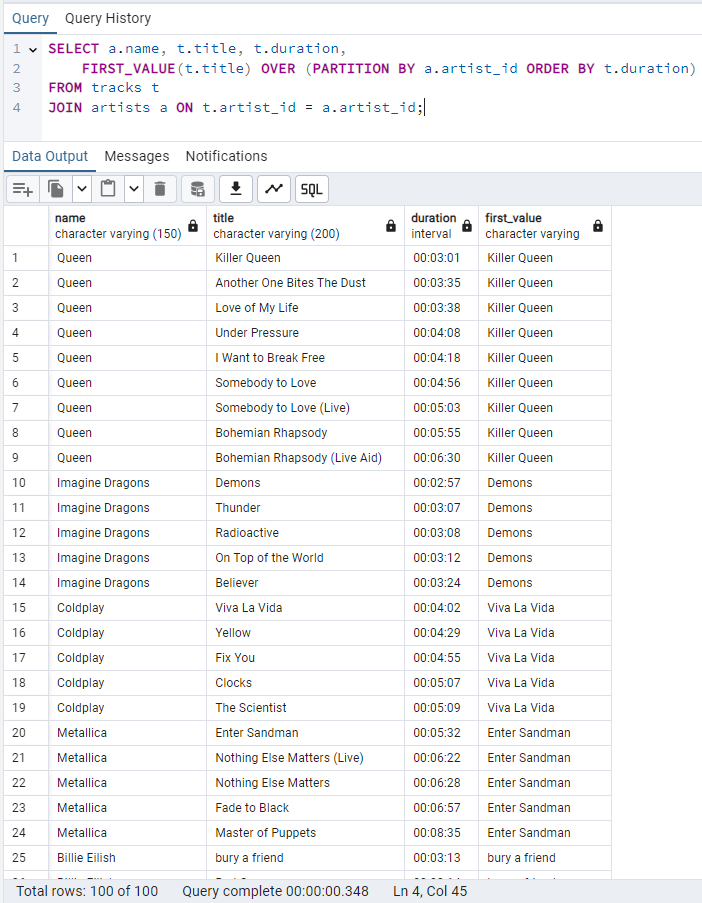 Query Query History
1 SELECT a.name, t.title, t.duration,
2 FIRST_VALUE(t.title) OVER (PARTITION BY a.artist_id ORDER BY t.duration)
3 FROM tracks t
4 JOIN artists a ON t.artist_id = a.artist_id;
Data Output Messages Notifications
SQL
name title duration first_value
character varying (150) character varying (200) interval character varying
1 Queen Killer Queen 00:03:01 Killer Queen
2 Queen Another One Bites The Dust 00:03:35 Killer Queen
3 Queen Love of My Life 00:03:38 Killer Queen
4 Queen Under Pressure 00:04:08 Killer Queen
5 Queen I Want to Break Free 00:04:18 Killer Queen
6 Queen Somebody to Love 00:04:56 Killer Queen
7 Queen Somebody to Love (Live) 00:05:03 Killer Queen
8 Queen Bohemian Rhapsody 00:05:55 Killer Queen
9 Queen Bohemian Rhapsody (Live Aid) 00:06:30 Killer Queen
10 Imagine Dragons Demons 00:02:57 Demons
11 Imagine Dragons Thunder 00:03:07 Demons
12 Imagine Dragons Radioactive 00:03:08 Demons
13 Imagine Dragons On Top of the World 00:03:12 Demons
14 Imagine Dragons Believer 00:03:24 Demons
15 Coldplay Viva La Vida 00:04:02 Viva La Vida
16 Coldplay Yellow 00:04:29 Viva La Vida
17 Coldplay Fix You 00:04:55 Viva La Vida
18 Coldplay Clocks 00:05:07 Viva La Vida
19 Coldplay The Scientist 00:05:09 Viva La Vida
20 Metallica Enter Sandman 00:05:32 Enter Sandman
21 Metallica Nothing Else Matters (Live) 00:06:22 Enter Sandman
22 Metallica Nothing Else Matters 00:06:28 Enter Sandman
23 Metallica Fade to Black 00:06:57 Enter Sandman
24 Metallica Master of Puppets 00:08:35 Enter Sandman
25 Billie Eilish bury a friend 00:03:13 bury a friend
Total rows: 100 of 100 Query complete 00:00:00.348 Ln 4, Col 45